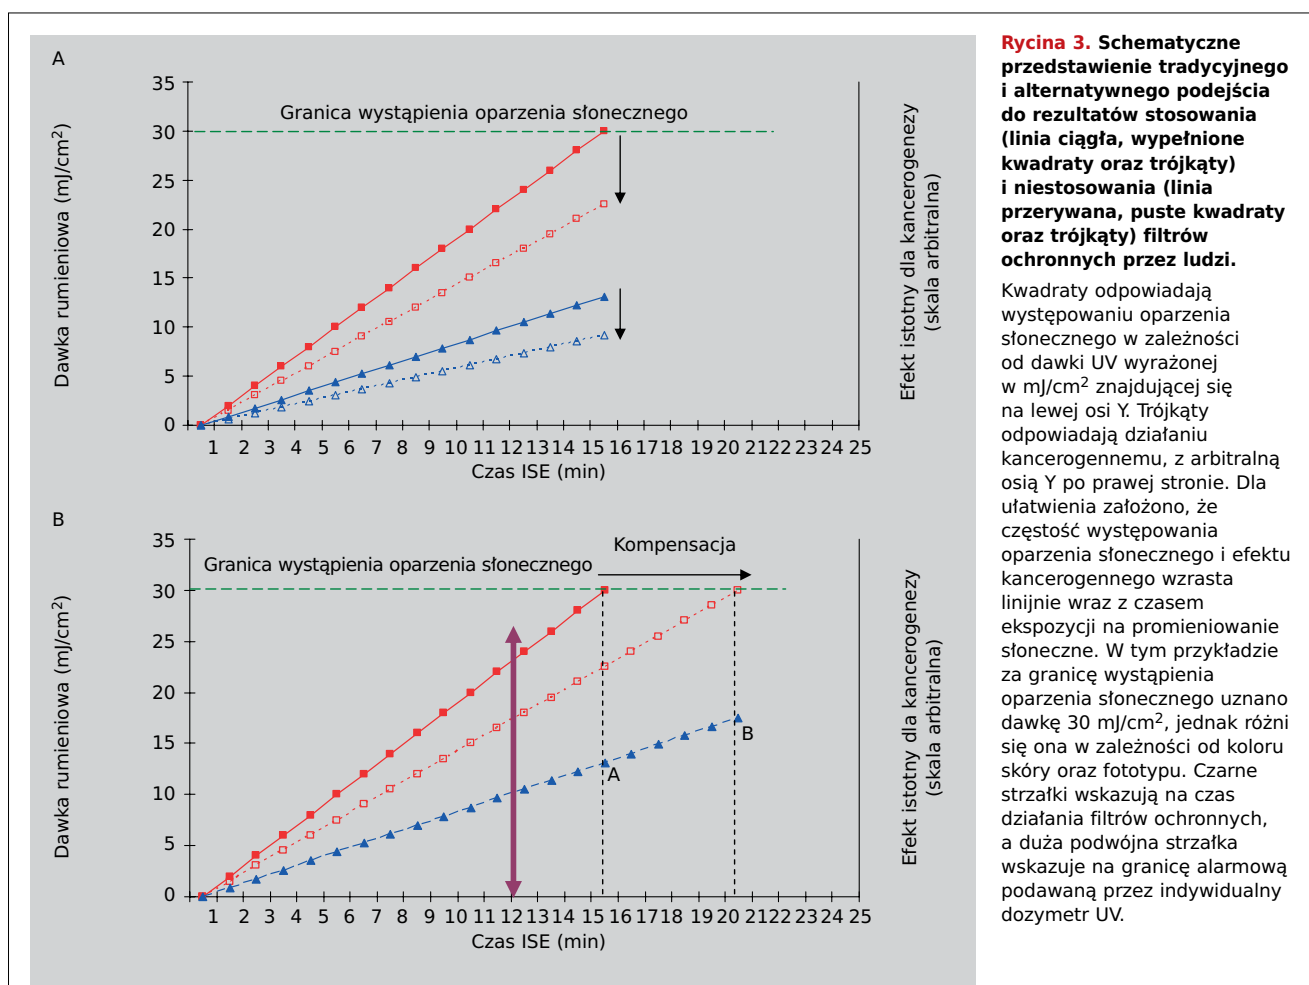 A
35
30
25
20
15
10
5
0
Granica wystąpienia oparzenia słonecznego
Dawka rumieniowa (mJ/cm²)
Efekt istotny dla kancerogenezy
(skala arbitralna)
1 2 3 4 5 6 7 8 9 10 11 12 13 14 15 16 17 18 19 20 2122 23 24 25
Czas ISE (min)
B
35
30
25
20
15
10
5
0
Kompensacja
Granica wystąpienia oparzenia słonecznego
A
B
Dawka rumieniowa (mJ/cm²)
Efekt istotny dla kancerogenezy
(skala arbitralna)
1 2 3 4 5 6 7 8 9 10 11 12 13 14 15 16 17 18 19 20 2122 23 24 25
Czas ISE (min)
Rycina 3. Schematyczne
przedstawienie tradycyjnego
i alternatywnego podejścia
do rezultatów stosowania
(linia ciągła, wypełnione
kwadraty oraz trójkąty)
i niestosowania (linia
przerywana, puste kwadraty
oraz trójkąty) filtrów
ochronnych przez ludzi.
Kwadraty odpowiadają
występowaniu oparzenia
słonecznego w zależności
od dawki UV wyrażonej
w mJ/cm² znajdującej się
na lewej osi Y. Trójkąty
odpowiadają działaniu
kancerogennemu, z arbitralną
osią Y po prawej stronie. Dla
ułatwienia założono, że
częstość występowania
oparzenia słonecznego i efektu
kancerogennego wzrasta
linijnie wraz z czasem
ekspozycji na promieniowanie
słoneczne. W tym przykładzie
za granicę wystąpienia
oparzenia słonecznego uznano
dawkę 30 mJ/cm², jednak różni
się ona w zależności od koloru
skóry oraz fototypu. Czarne
strzałki wskazują na czas
działania filtrów ochronnych,
a duża podwójna strzałka
wskazuje na granicę alarmową
podawaną przez indywidualny
dozymetr UV.